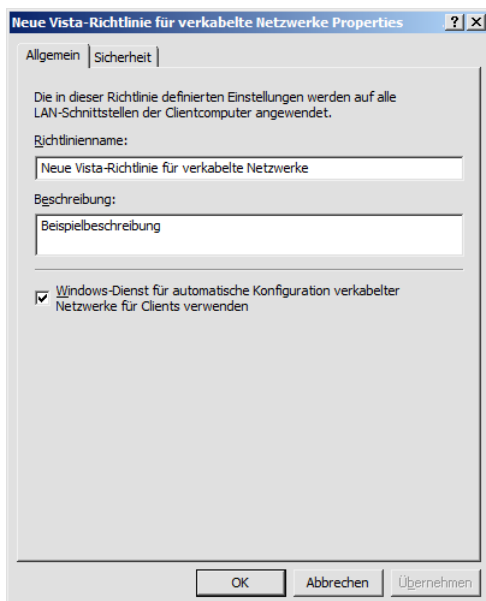 Neue Vista-Richtlinie für verkabelte Netzwerke Properties
Allgemein
Sicherheit
Die in dieser Richtlinie definierten Einstellungen werden auf alle
LAN-Schnittstellen der Clientcomputer angewendet.
Richtlinienname:
Neue Vista-Richtlinie für verkabelte Netzwerke
Beschreibung:
Beispielbeschreibung
Windows-Dienst für automatische Konfiguration verkabelter
Netzwerke für Clients verwenden
OK
Abbrechen
Übernehmen